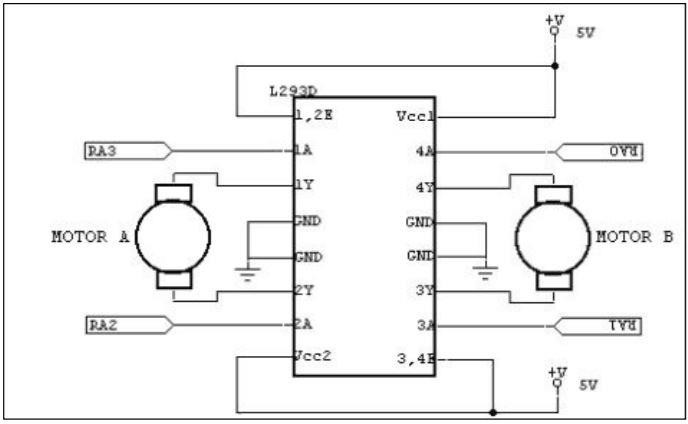 +V
5V
L293D
1,2E
Vcc1
RA3
1A
4A
RA0
1Y
4Y
GND
GND
MOTOR A
MOTOR B
GND
GND
2Y
3Y
RA2
2A
3A
RA1
Vcc2
3,4E
+V
5V